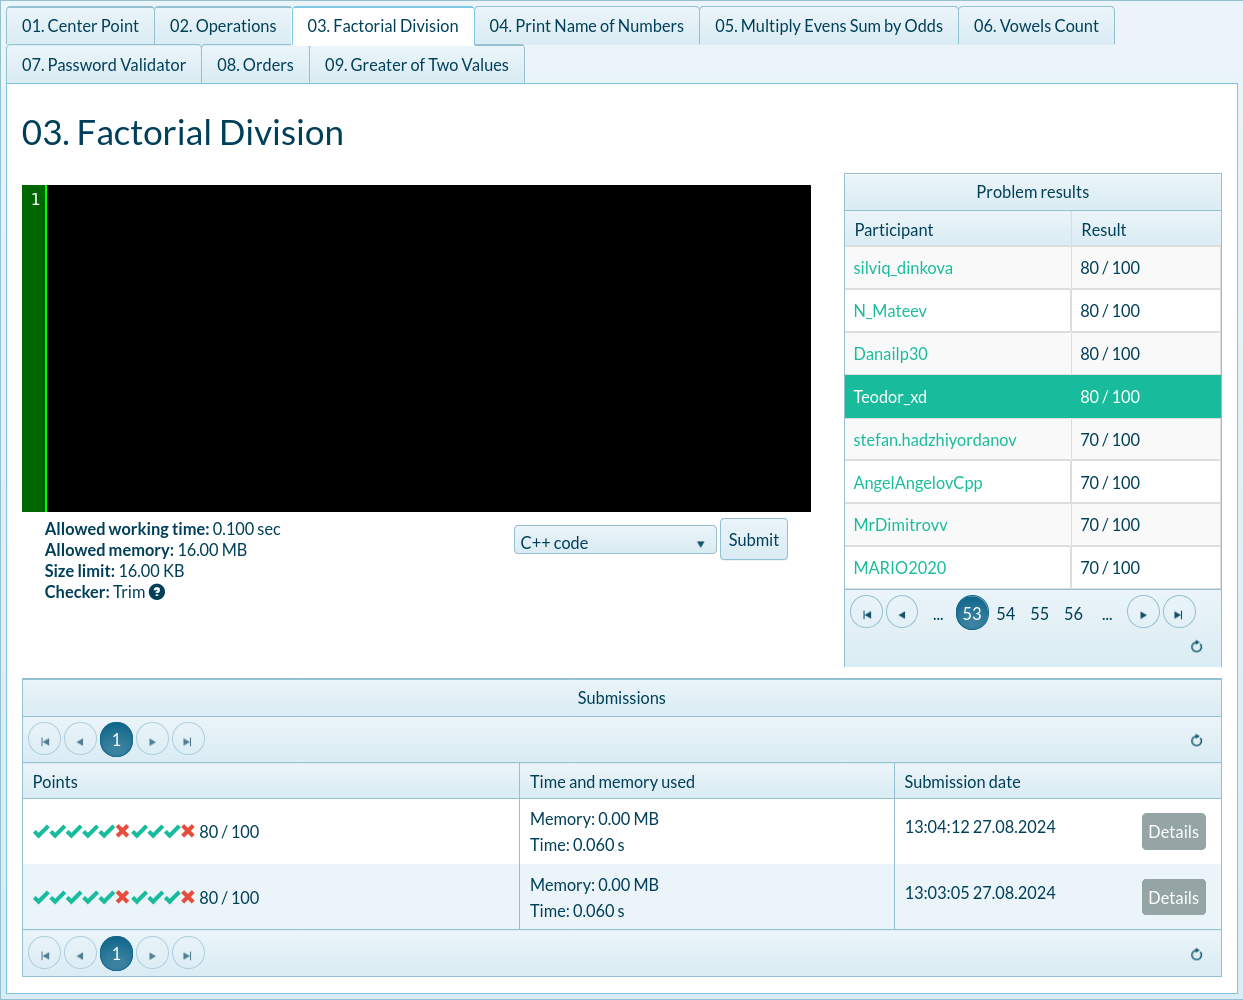 01. Center Point
02. Operations
03. Factorial Division
04. Print Name of Numbers
05. Multiply Evens Sum by Odds
06. Vowels Count
07. Password Validator
08. Orders
09. Greater of Two Values
03. Factorial Division
1
Allowed working time: 0.100 sec
Allowed memory: 16.00 MB
Size limit: 16.00 KB
Checker: Trim ?
C++ code
Submit
Problem results
Participant Result
silviq_dinkova 80 / 100
N_Mateev 80 / 100
Danailp30 80 / 100
Teodor_xd 80 / 100
stefan.hadzhiyordanov 70 / 100
AngelAngelovCpp 70 / 100
MrDimitrovv 70 / 100
MARIO2020 70 / 100
... 53 54 55 56 ...
Submissions
1
Points Time and memory used Submission date
80 / 100
Memory: 0.00 MB
Time: 0.060 s
13:04:12 27.08.2024
Details
80 / 100
Memory: 0.00 MB
Time: 0.060 s
13:03:05 27.08.2024
Details
1